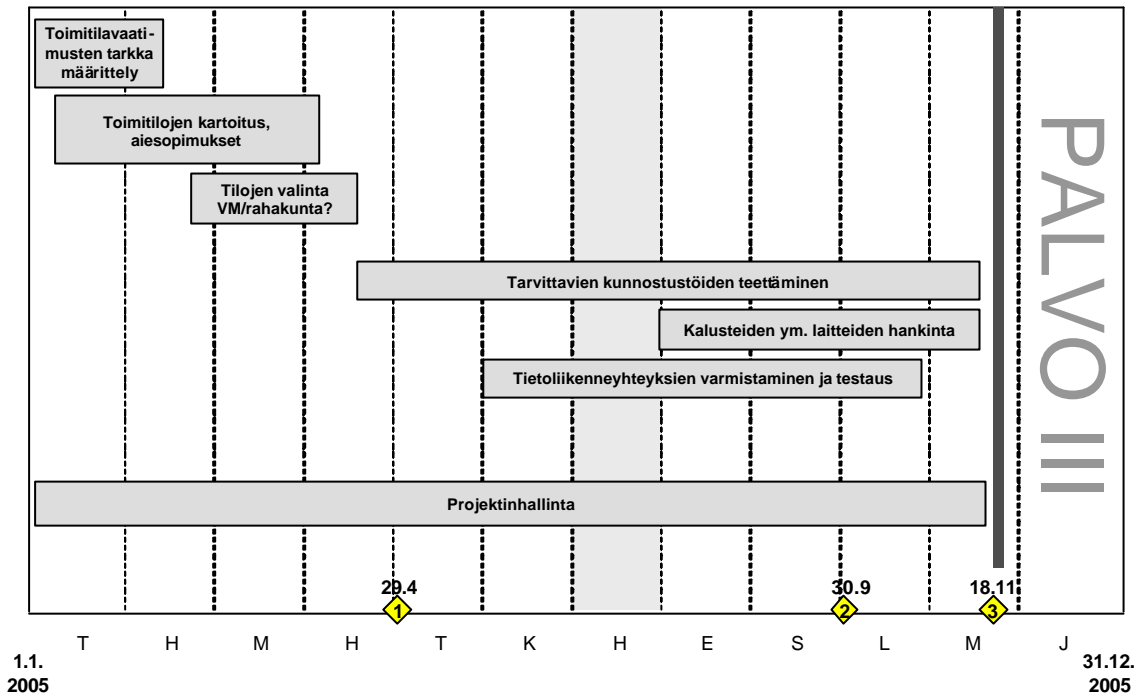 Toimitilavaati-
musten tarkka
määrittely
Toimitilojen kartoitus,
aiesopimukset
Tilojen valinta
VM/rahakunta?
Tarvittavien kunnostustöiden teettäminen
Kalusteiden ym. laitteiden hankinta
Tietoliikenneyhteyksien varmistaminen ja testaus
Projektinhallinta
PALVO III
29.4
30.9
18.11
1
2
3
T H M H T K H E S L M J
1.1.
2005
31.12.
2005